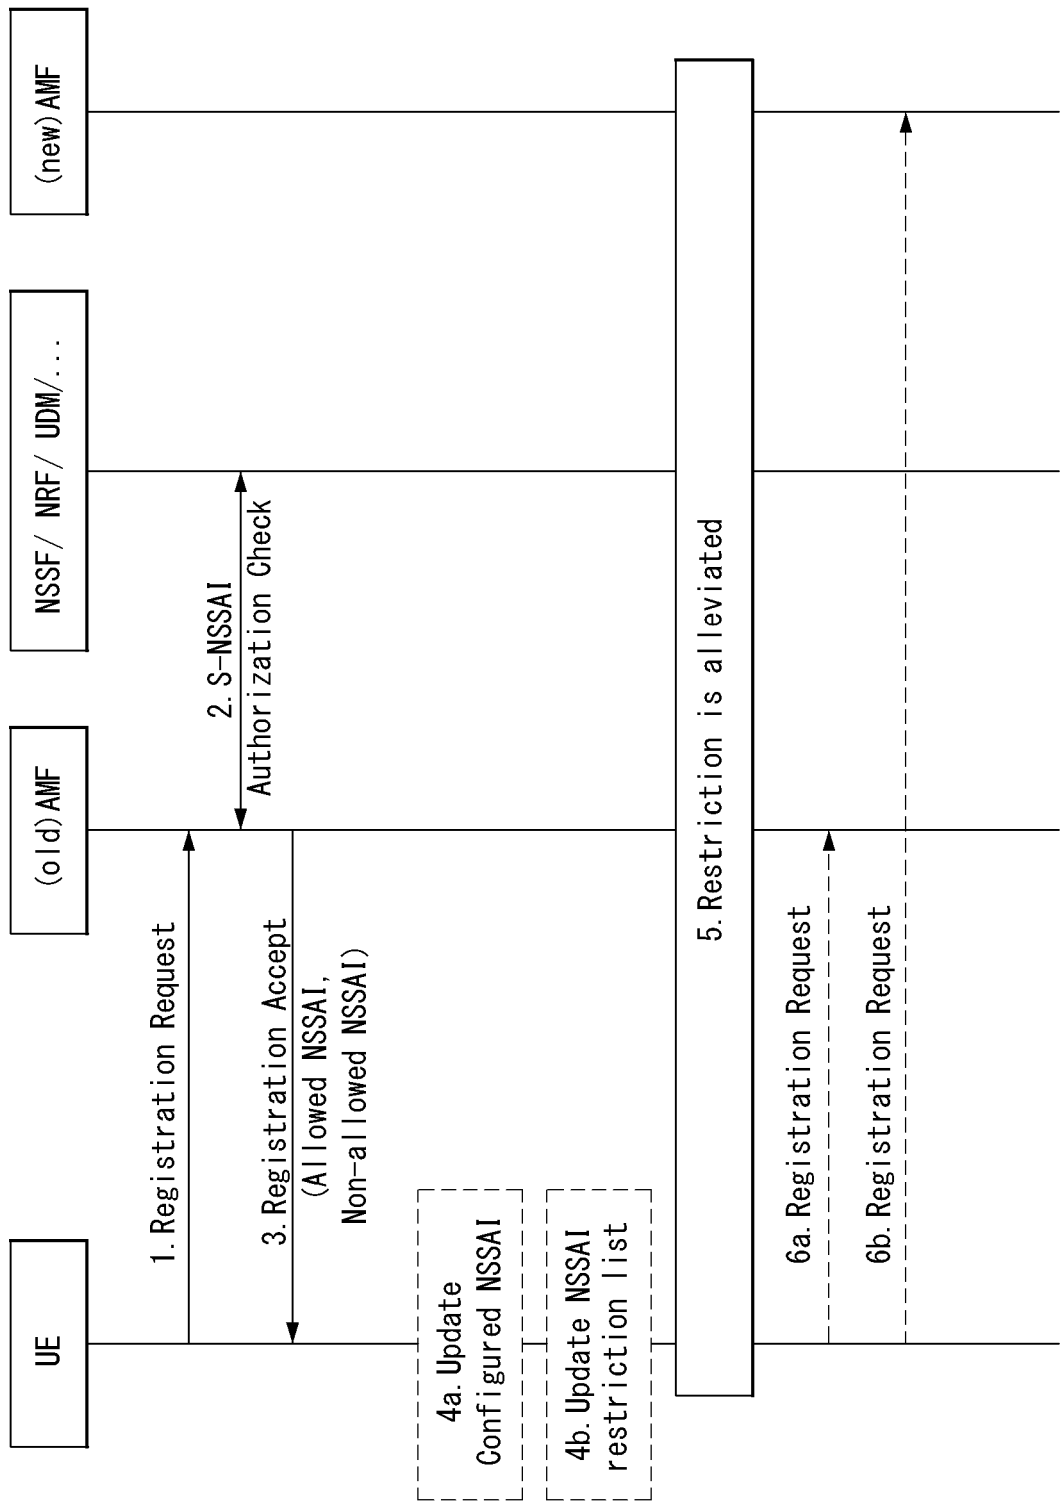 UE
(old)AMF
NSSF/ NRF/ UDM/...
(new)AMF
1.Registration Request
2.S-NSSAI
Authorization Check
3.Registration Accept
(Allowed NSSAI,
Non-allowed NSSAI)
4a.Update
Configured NSSAI
4b.Update NSSAI
restriction list
5.Restriction is alleviated
6a.Registration Request
6b.Registration Request